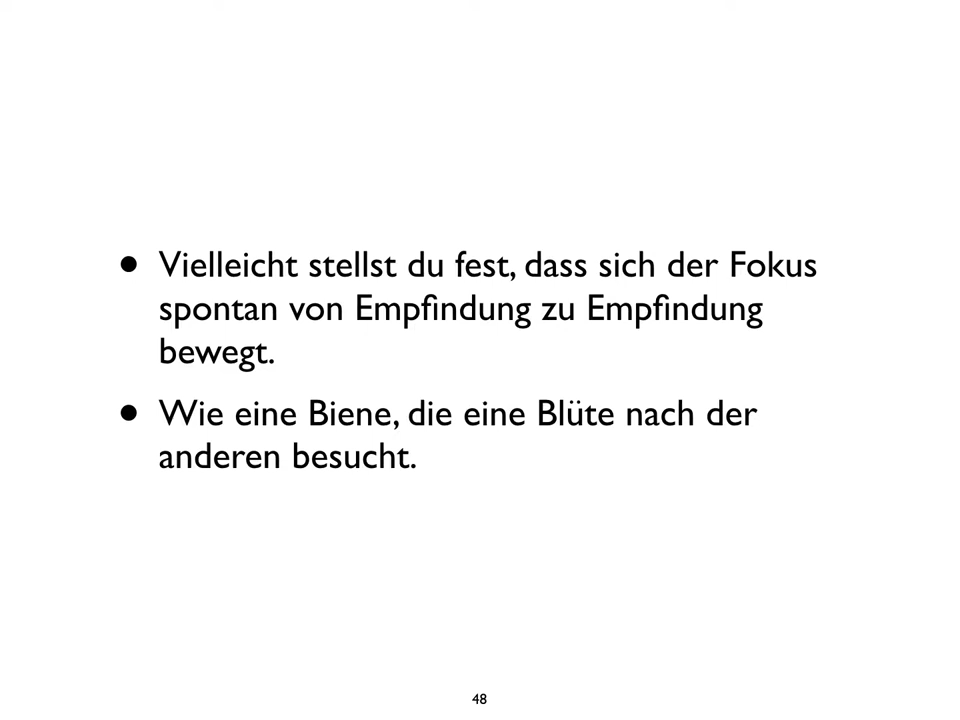 • Vielleicht stellst du fest, dass sich der Fokus
spontan von Empfindung zu Empfindung
bewegt.
• Wie eine Biene, die eine Blüte nach der
anderen besucht.
48